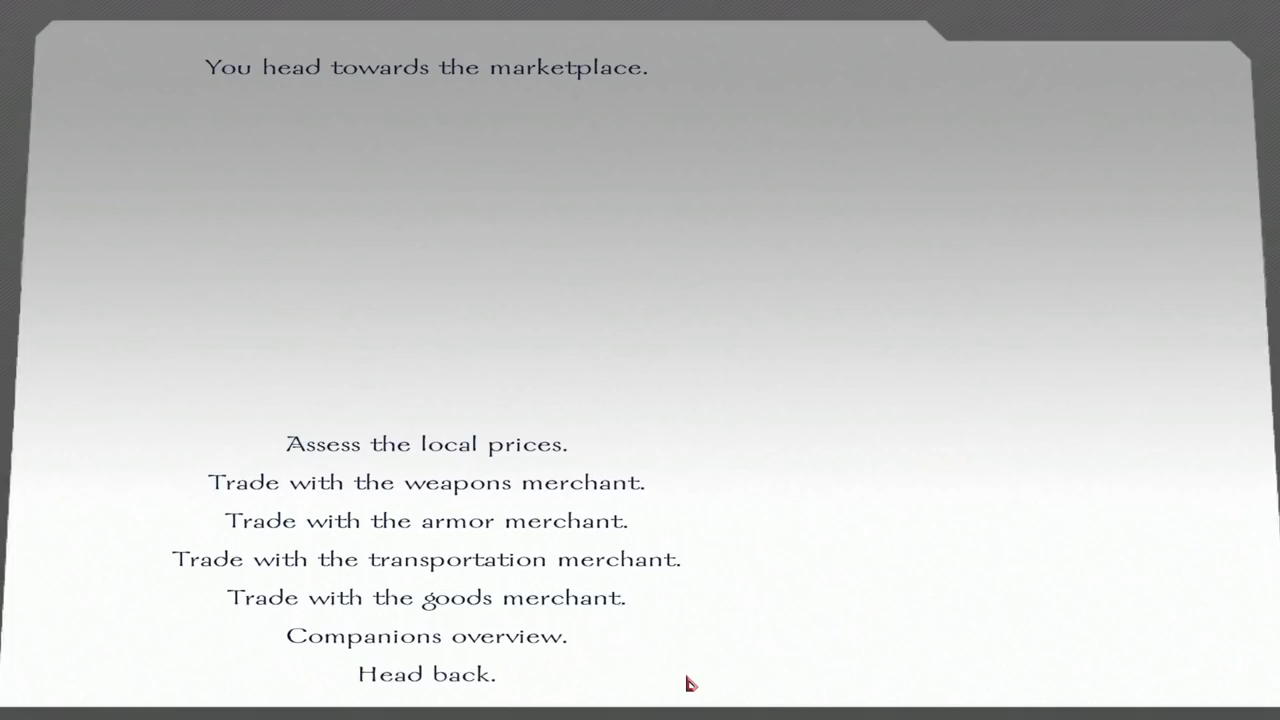 You head towards the marketplace.
Assess the local prices.
Trade with the weapons merchant.
Trade with the armor merchant.
Trade with the transportation merchant.
Trade with the goods merchant.
Companions overview.
Head back.